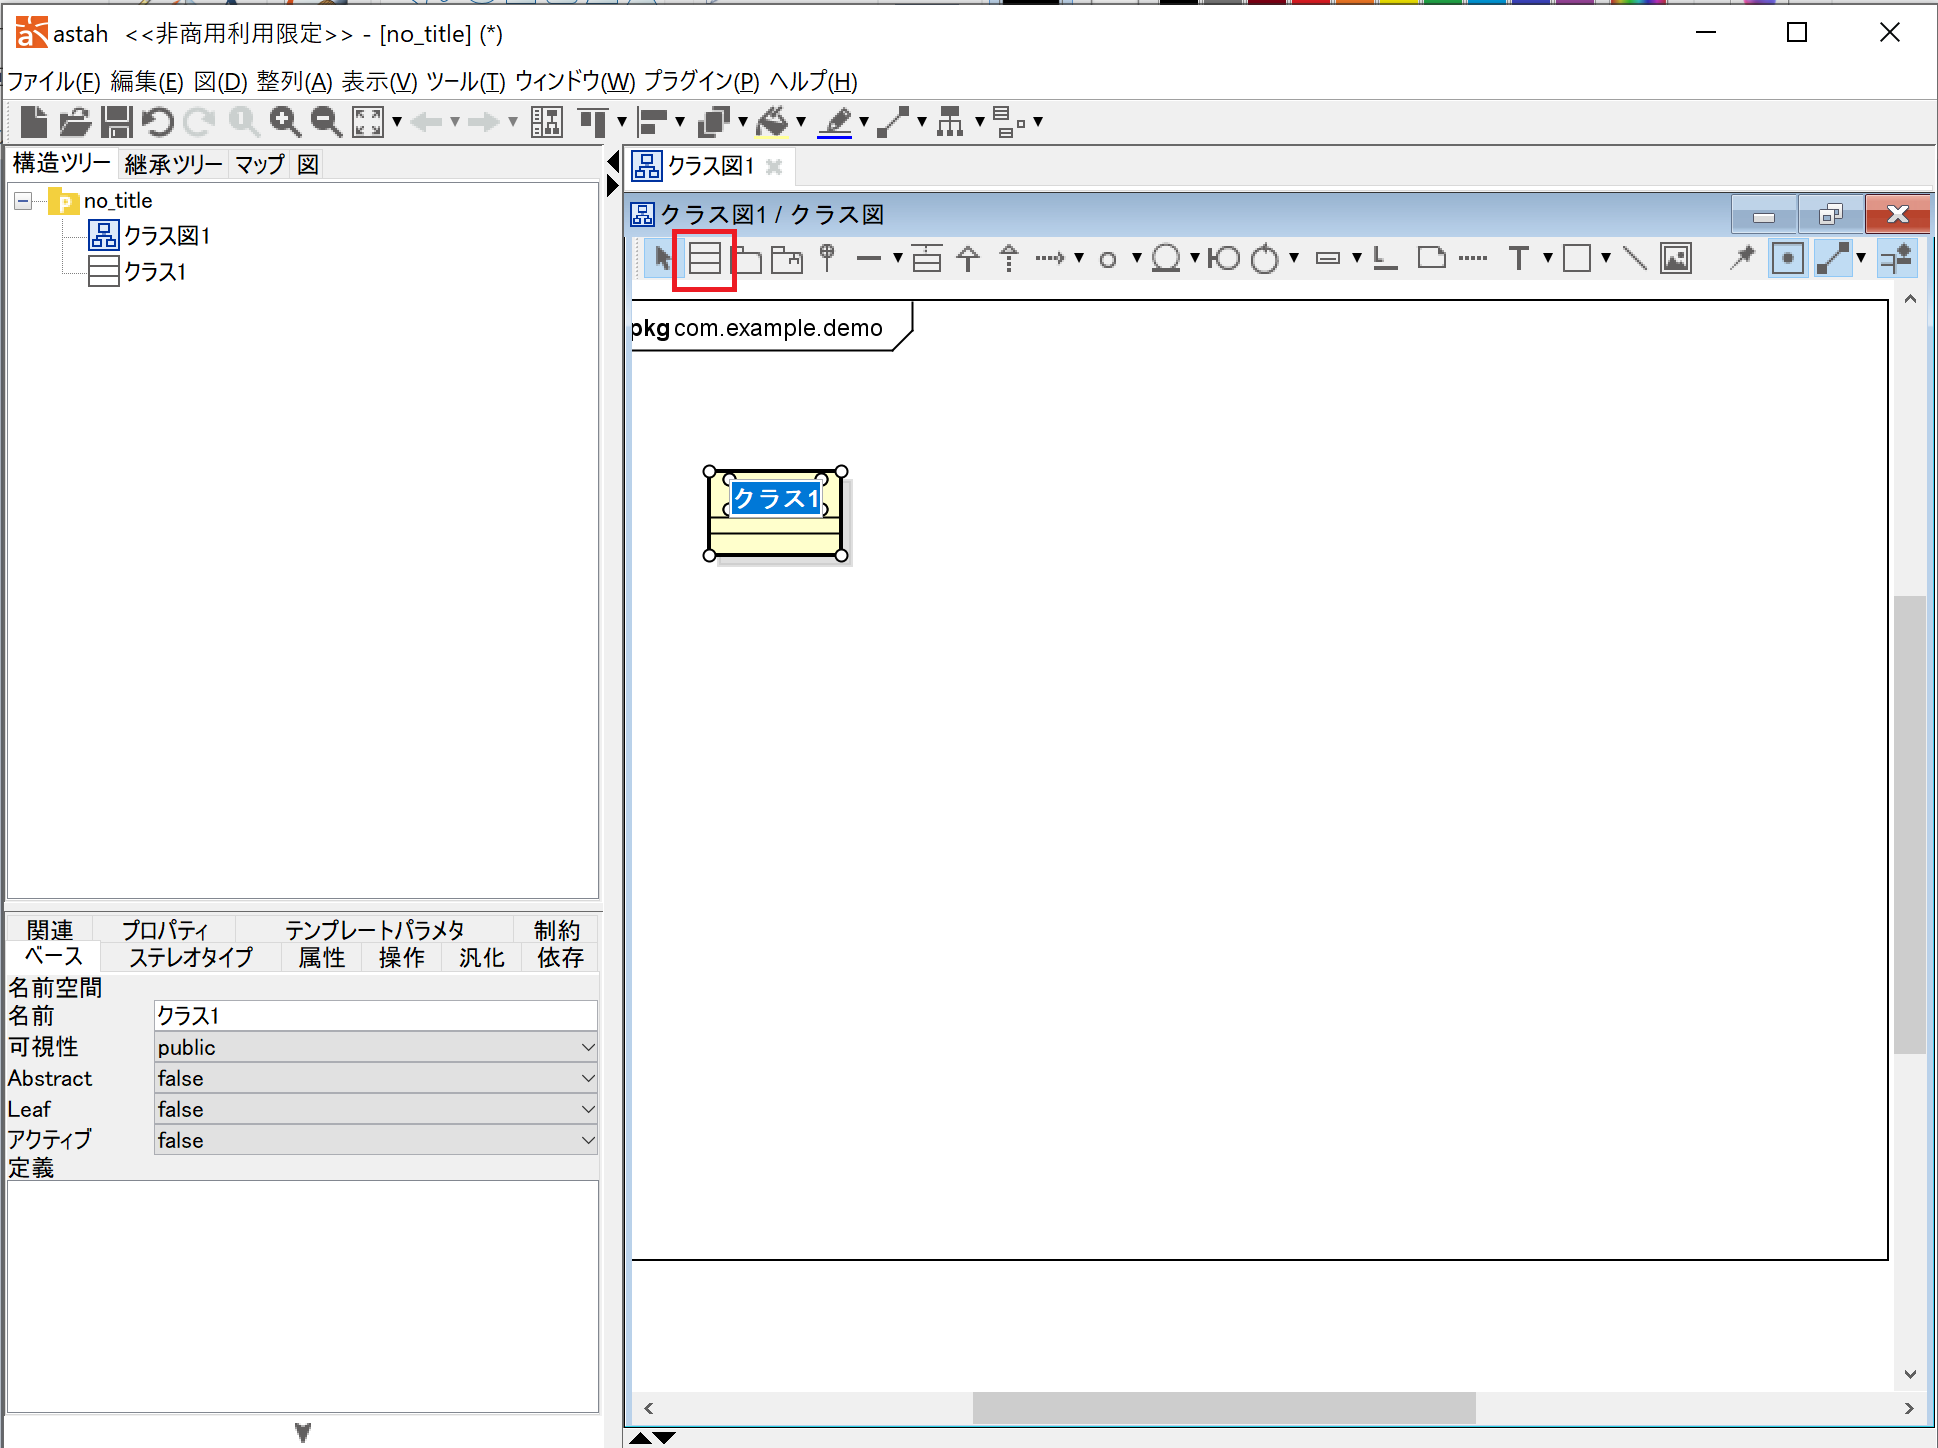 astah <<非商用利用限定>> - [no_title] (*)
ファイル(F) 編集(E) 図(D) 整列(A) 表示(V) ツール(T) ウィンドウ(W) プラグイン(P) ヘルプ(H)
構造ツリー 継承ツリー マップ 図
no_title
クラス図1
クラス1
クラス図1
クラス図1 / クラス図
pkg com.example.demo
クラス1
関連 プロパティ テンプレートパラメタ 制約
ベース ステレオタイプ 属性 操作 汎化 依存
名前空間
名前 クラス1
可視性 public
Abstract false
Leaf false
アクティブ false
定義